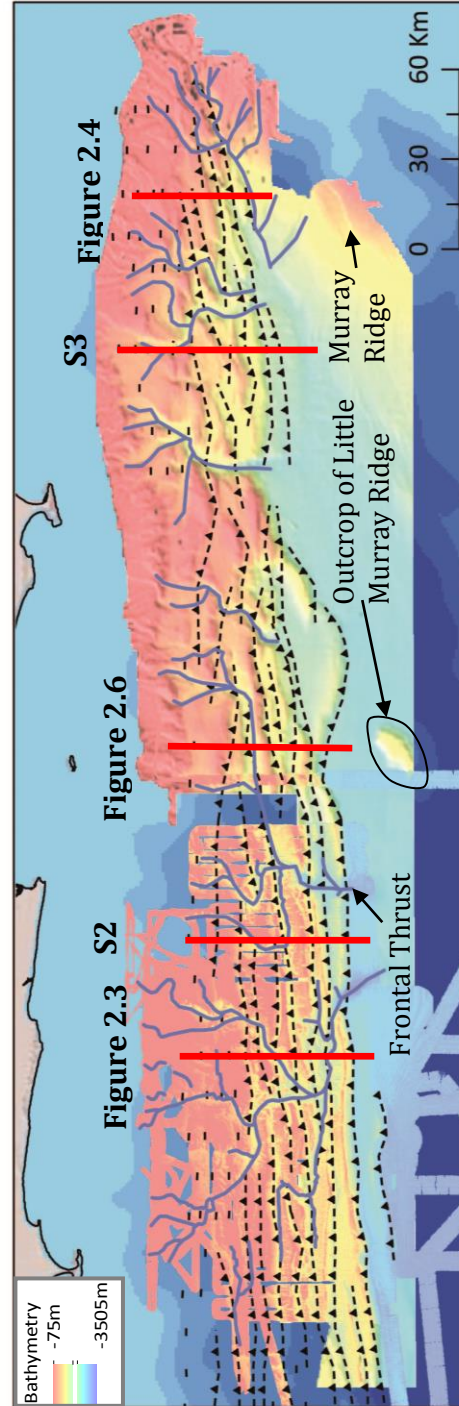 Bathymetry
-75m
-3505m
Figure 2.3
S2
Figure 2.6
S3
Figure 2.4
Frontal Thrust
Outcrop of Little
Murray Ridge
Murray
Ridge
0 30 60 Km